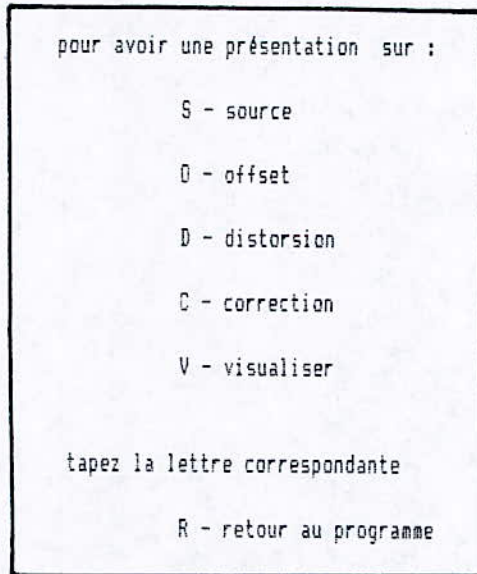 pour avoir une présentation sur :
S - source
O - offset
D - distorsion
C - correction
V - visualiser
tapez la lettre correspondante
R - retour au programme